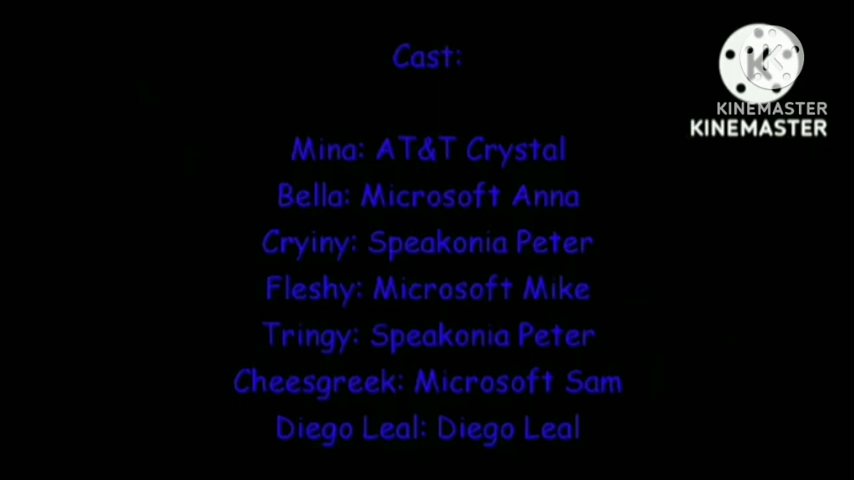 Cast:
KINEMASTER
KINEMASTER
Mina: AT&T Crystal
Bella: Microsoft Anna
Cryiny: Speakonia Peter
Fleshy: Microsoft Mike
Tringy: Speakonia Peter
Cheesgreek: Microsoft Sam
Diego Leal: Diego Leal